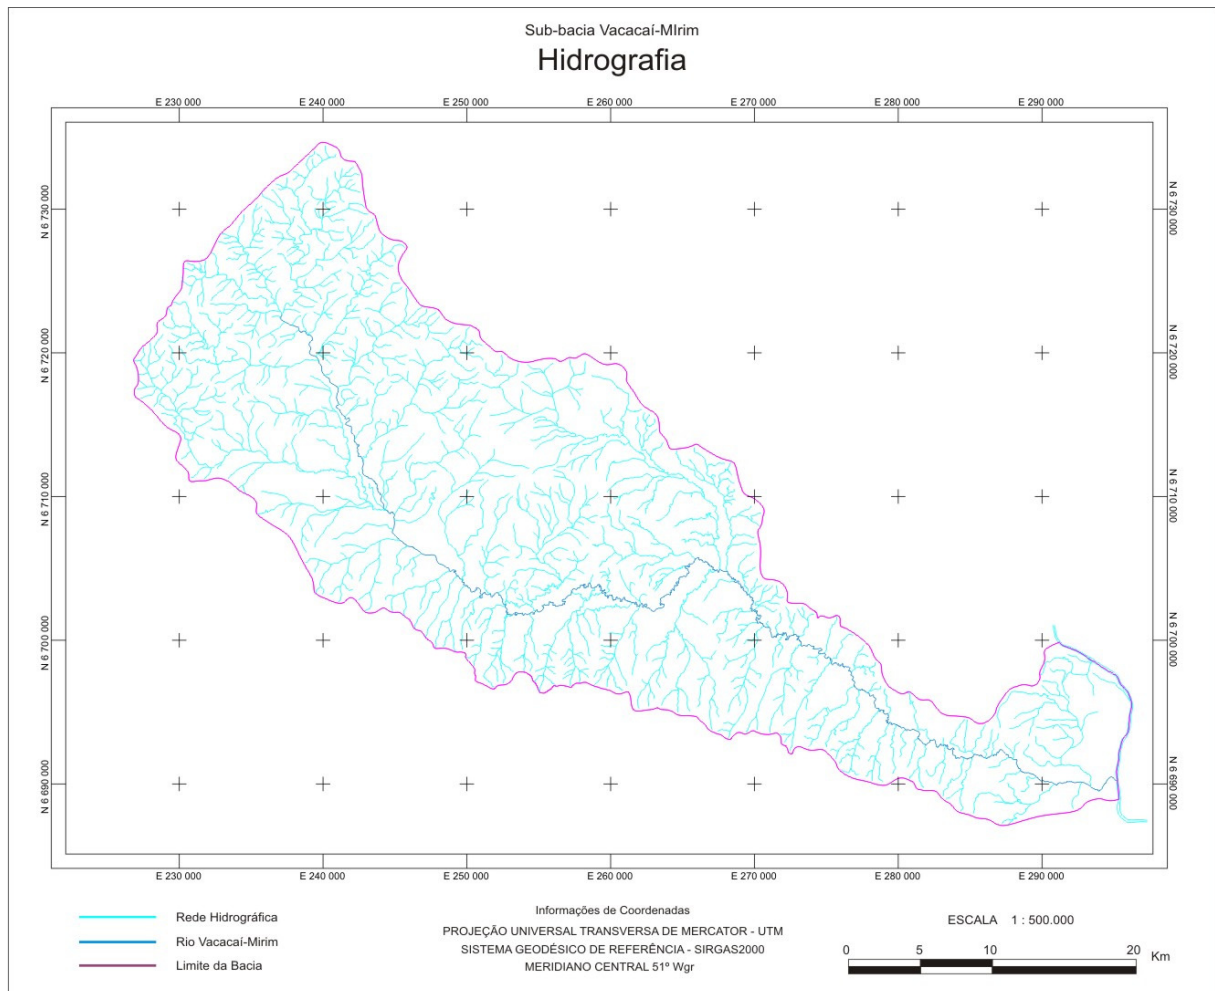 Sub-bacia Vacacaí-MIrim
Hidrografia
E 230 000 E 240 000 E 250 000 E 260 000 E 270 000 E 280 000 E 290 000
N 6 730 000 N 6 730 000
N 6 720 000 N 6 720 000
N 6 710 000 N 6 710 000
N 6 700 000 N 6 700 000
N 6 690 000 N 6 690 000
E 230 000 E 240 000 E 250 000 E 260 000 E 270 000 E 280 000 E 290 000
Rede Hidrográfica
Rio Vacacaí-Mirim
Limite da Bacia
Informações de Coordenadas
PROJEÇÃO UNIVERSAL TRANSVERSA DE MERCATOR - UTM
SISTEMA GEODÉSICO DE REFERÊNCIA - SIRGAS2000
MERIDIANO CENTRAL 51º Wgr
ESCALA 1 : 500.000
0 5 10 20 Km